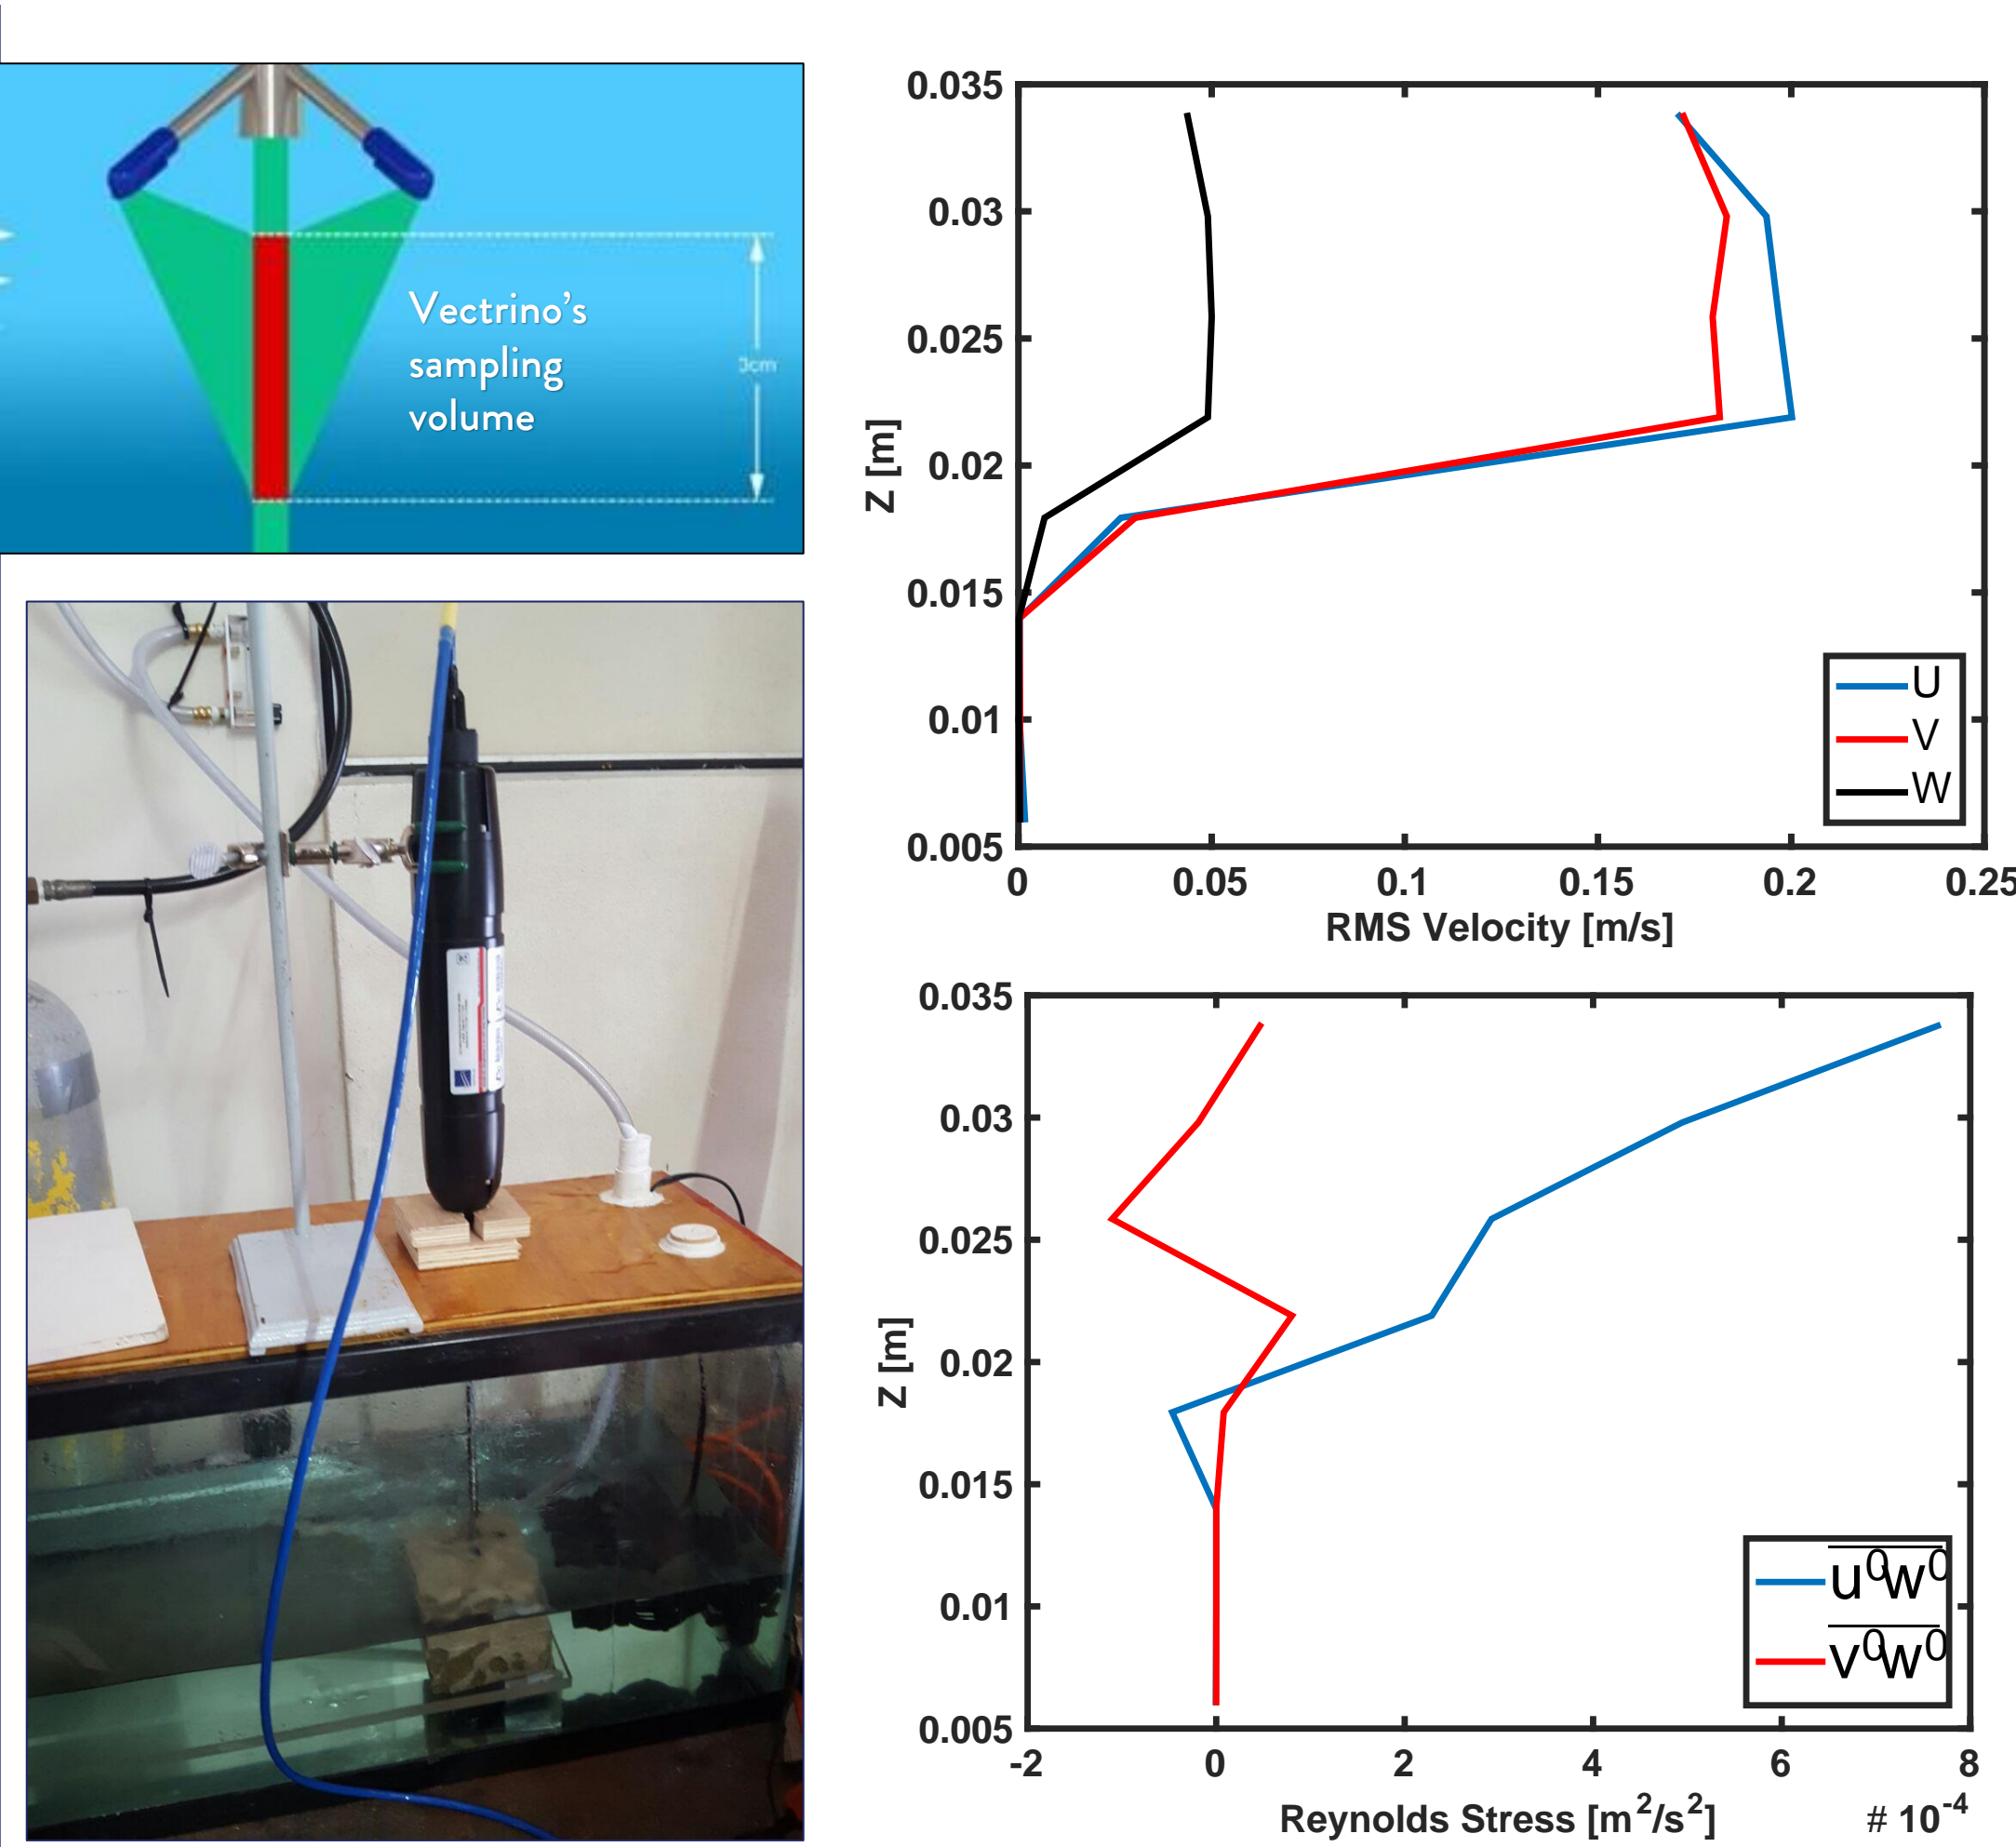 Vectrino's
sampling
volume
3cm
0.035
0.03
0.025
0.02
0.015
0.01
0.005
Z [m]
0
0.05
0.1
0.15
0.2
0.25
RMS Velocity [m/s]
U
V
W
0.035
0.03
0.025
0.02
0.015
0.01
0.005
Z [m]
-2
0
2
4
6
8
Reynolds Stress [m²/s²]
# 10⁻⁴
u⁰w⁰
v⁰w⁰